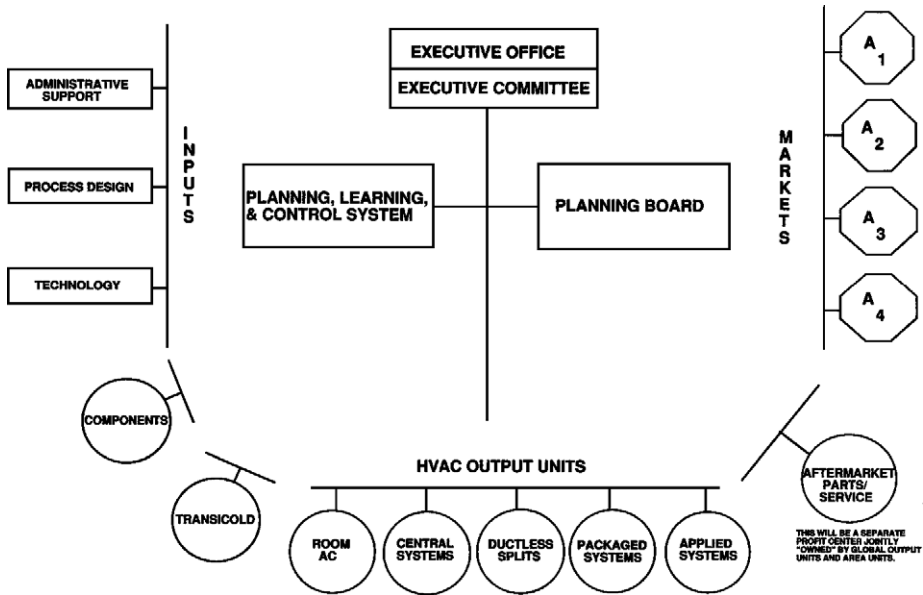 EXECUTIVE OFFICE
EXECUTIVE COMMITTEE
ADMINISTRATIVE
SUPPORT
PROCESS DESIGN
TECHNOLOGY
INPUTS
PLANNING, LEARNING,
& CONTROL SYSTEM
PLANNING BOARD
MARKETS
A1
A2
A3
A4
COMPONENTS
TRANSICOLD
HVAC OUTPUT UNITS
ROOM
AC
CENTRAL
SYSTEMS
DUCTLESS
SPLITS
PACKAGED
SYSTEMS
APPLIED
SYSTEMS
AFTERMARKET
PARTS/
SERVICE
THIS WILL BE A SEPARATE
PROFIT CENTER JOINTLY
"OWNED" BY GLOBAL OUTPUT
UNITS AND AREA UNITS.